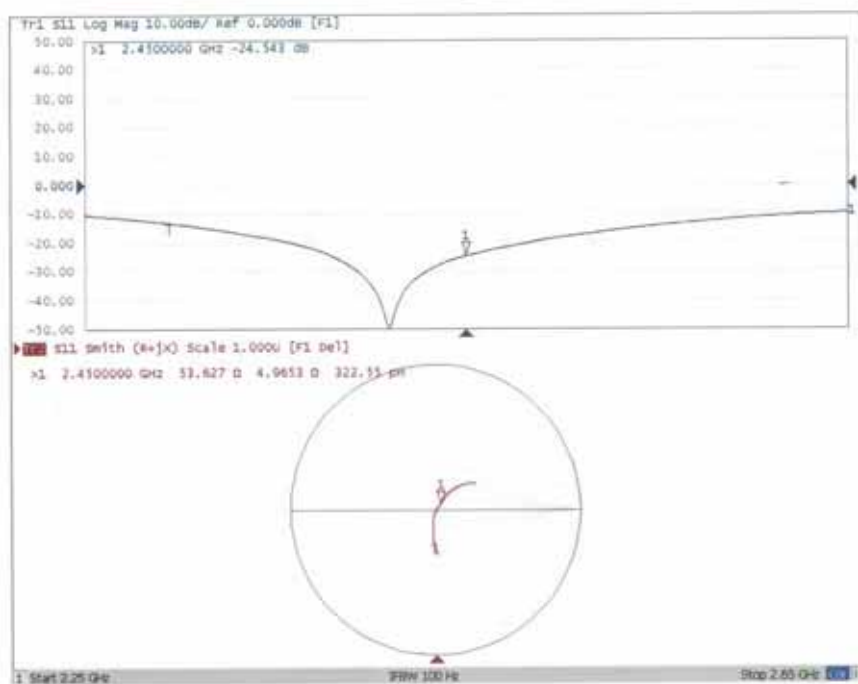 Tr1 S11 Log Mag 10.00dB/ Ref 0.000dB [F1]
>1 2.4500000 GHz -24.543 dB
50.00
40.00
30.00
20.00
10.00
0.000
-10.00
-20.00
-30.00
-40.00
-50.00
1
1
Tr2 S11 Smith (R+jX) Scale 1.000U [F1 Del]
>1 2.4500000 GHz 53.627 Ω 4.9653 Ω 322.55 pH
1
1 Start 2.25 GHz IFBW 100 Hz Stop 2.65 GHz